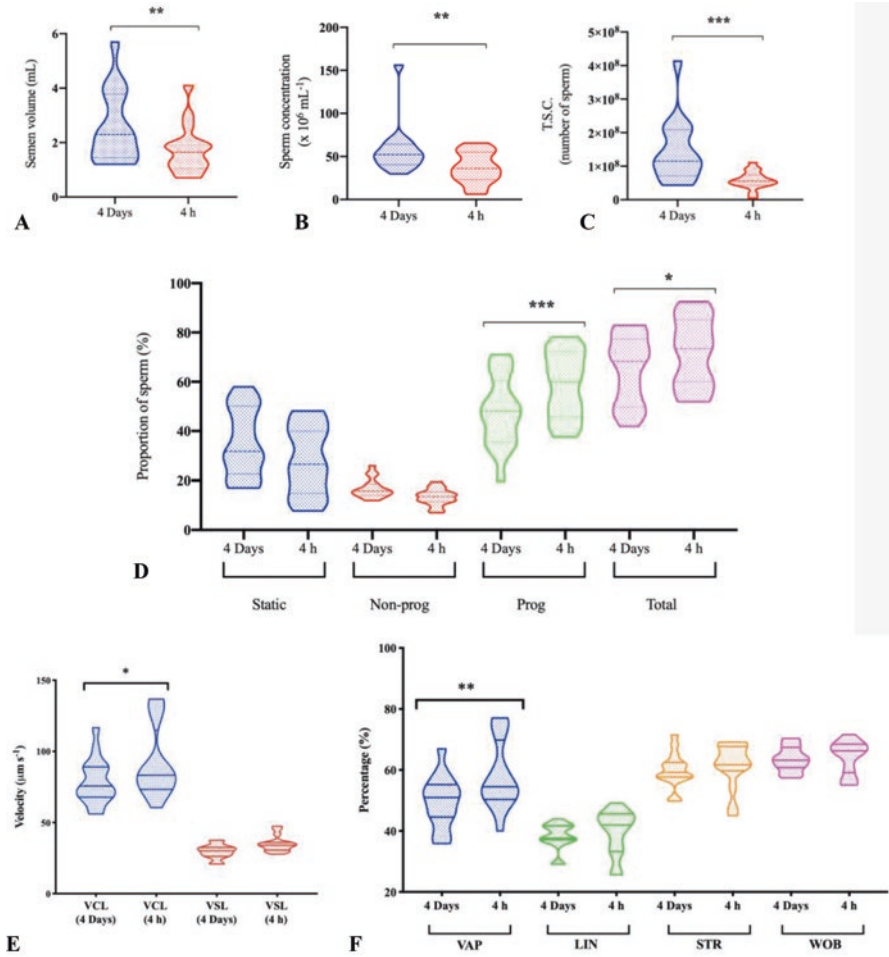 **
Semen volume (mL)
6
4
2
0
4 Days
4 h
A
**
Sperm concentration
(x 10⁶ mL⁻¹)
200
150
100
50
0
4 Days
4 h
B
***
T.S.C.
(number of sperm)
5×10⁸
4×10⁸
3×10⁸
2×10⁸
1×10⁸
0
4 Days
4 h
C
Proportion of sperm (%)
100
80
60
40
20
0
***
*
4 Days 4 h 4 Days 4 h 4 Days 4 h 4 Days 4 h
Static Non-prog Prog Total
D
Velocity (μm s⁻¹)
150
100
50
0
*
VCL VCL VSL VSL
(4 Days) (4 h) (4 Days) (4 h)
E
Percentage (%)
100
80
60
40
20
**
4 Days 4 h 4 Days 4 h 4 Days 4 h 4 Days 4 h
VAP LIN STR WOB
F